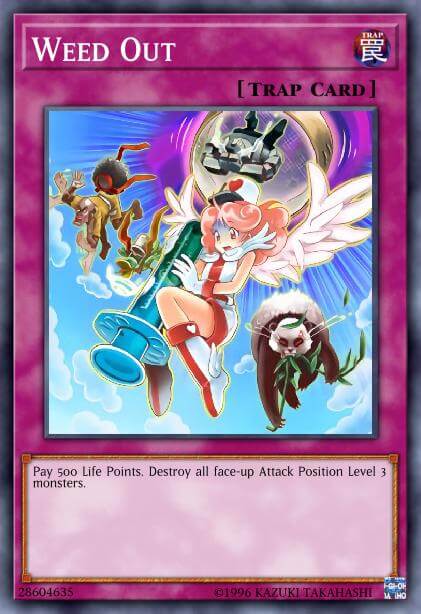 WEED OUT
TRAP
罠
[TRAP CARD]
Pay 500 Life Points. Destroy all face-up Attack Position Level 3
monsters.
28604635
©1996 KAZUKI TAKAHASHI